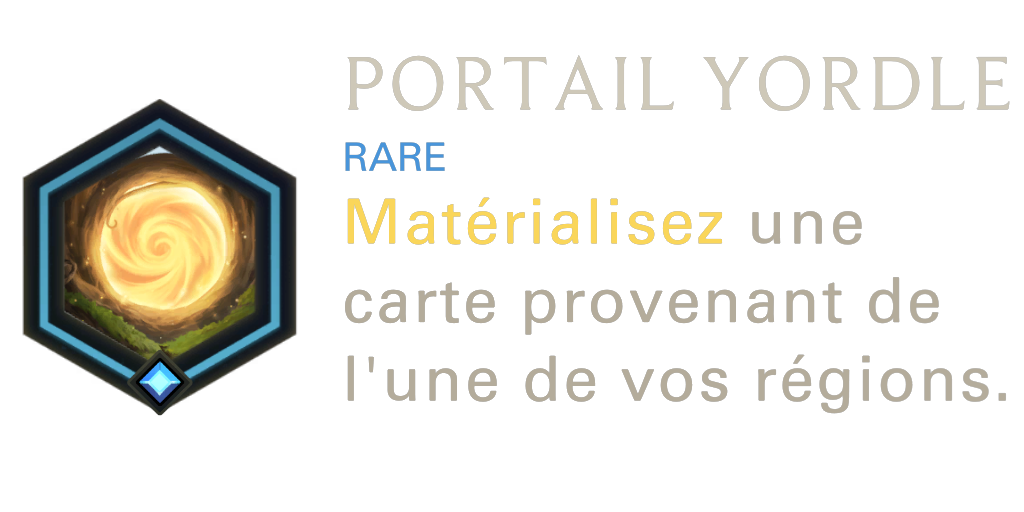 PORTAIL YORDLE
RARE
Matérialisez une
carte provenant de
l'une de vos régions.